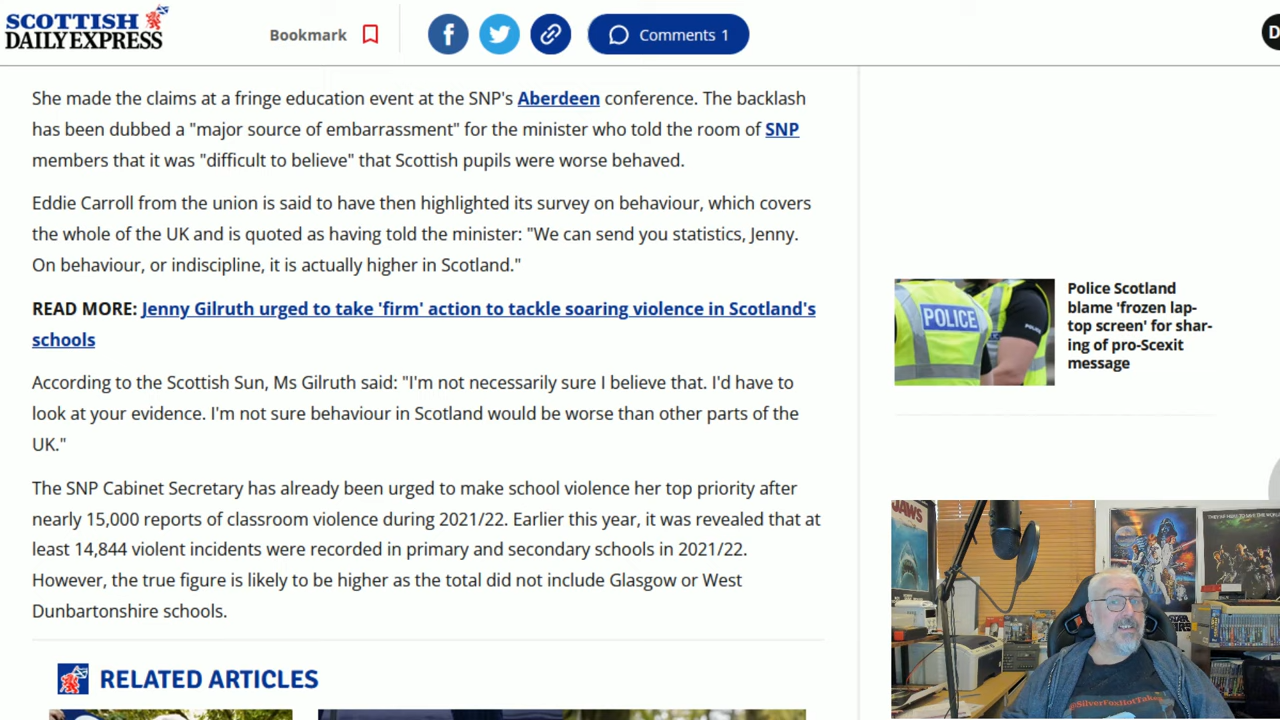 SCOTTISH
DAILY EXPRESS
Bookmark
Comments 1
D
She made the claims at a fringe education event at the SNP's Aberdeen conference. The backlash
has been dubbed a "major source of embarrassment" for the minister who told the room of SNP
members that it was "difficult to believe" that Scottish pupils were worse behaved.
Eddie Carroll from the union is said to have then highlighted its survey on behaviour, which covers
the whole of the UK and is quoted as having told the minister: "We can send you statistics, Jenny.
On behaviour, or indiscipline, it is actually higher in Scotland."
READ MORE: Jenny Gilruth urged to take 'firm' action to tackle soaring violence in Scotland's
schools
According to the Scottish Sun, Ms Gilruth said: "I'm not necessarily sure I believe that. I'd have to
look at your evidence. I'm not sure behaviour in Scotland would be worse than other parts of the
UK."
The SNP Cabinet Secretary has already been urged to make school violence her top priority after
nearly 15,000 reports of classroom violence during 2021/22. Earlier this year, it was revealed that at
least 14,844 violent incidents were recorded in primary and secondary schools in 2021/22.
However, the true figure is likely to be higher as the total did not include Glasgow or West
Dunbartonshire schools.
RELATED ARTICLES
POLICE
Police Scotland
blame 'frozen lap-
top screen' for shar-
ing of pro-Scexit
message
JAWS
STAR
WARS
@SilverFoxHotTakes